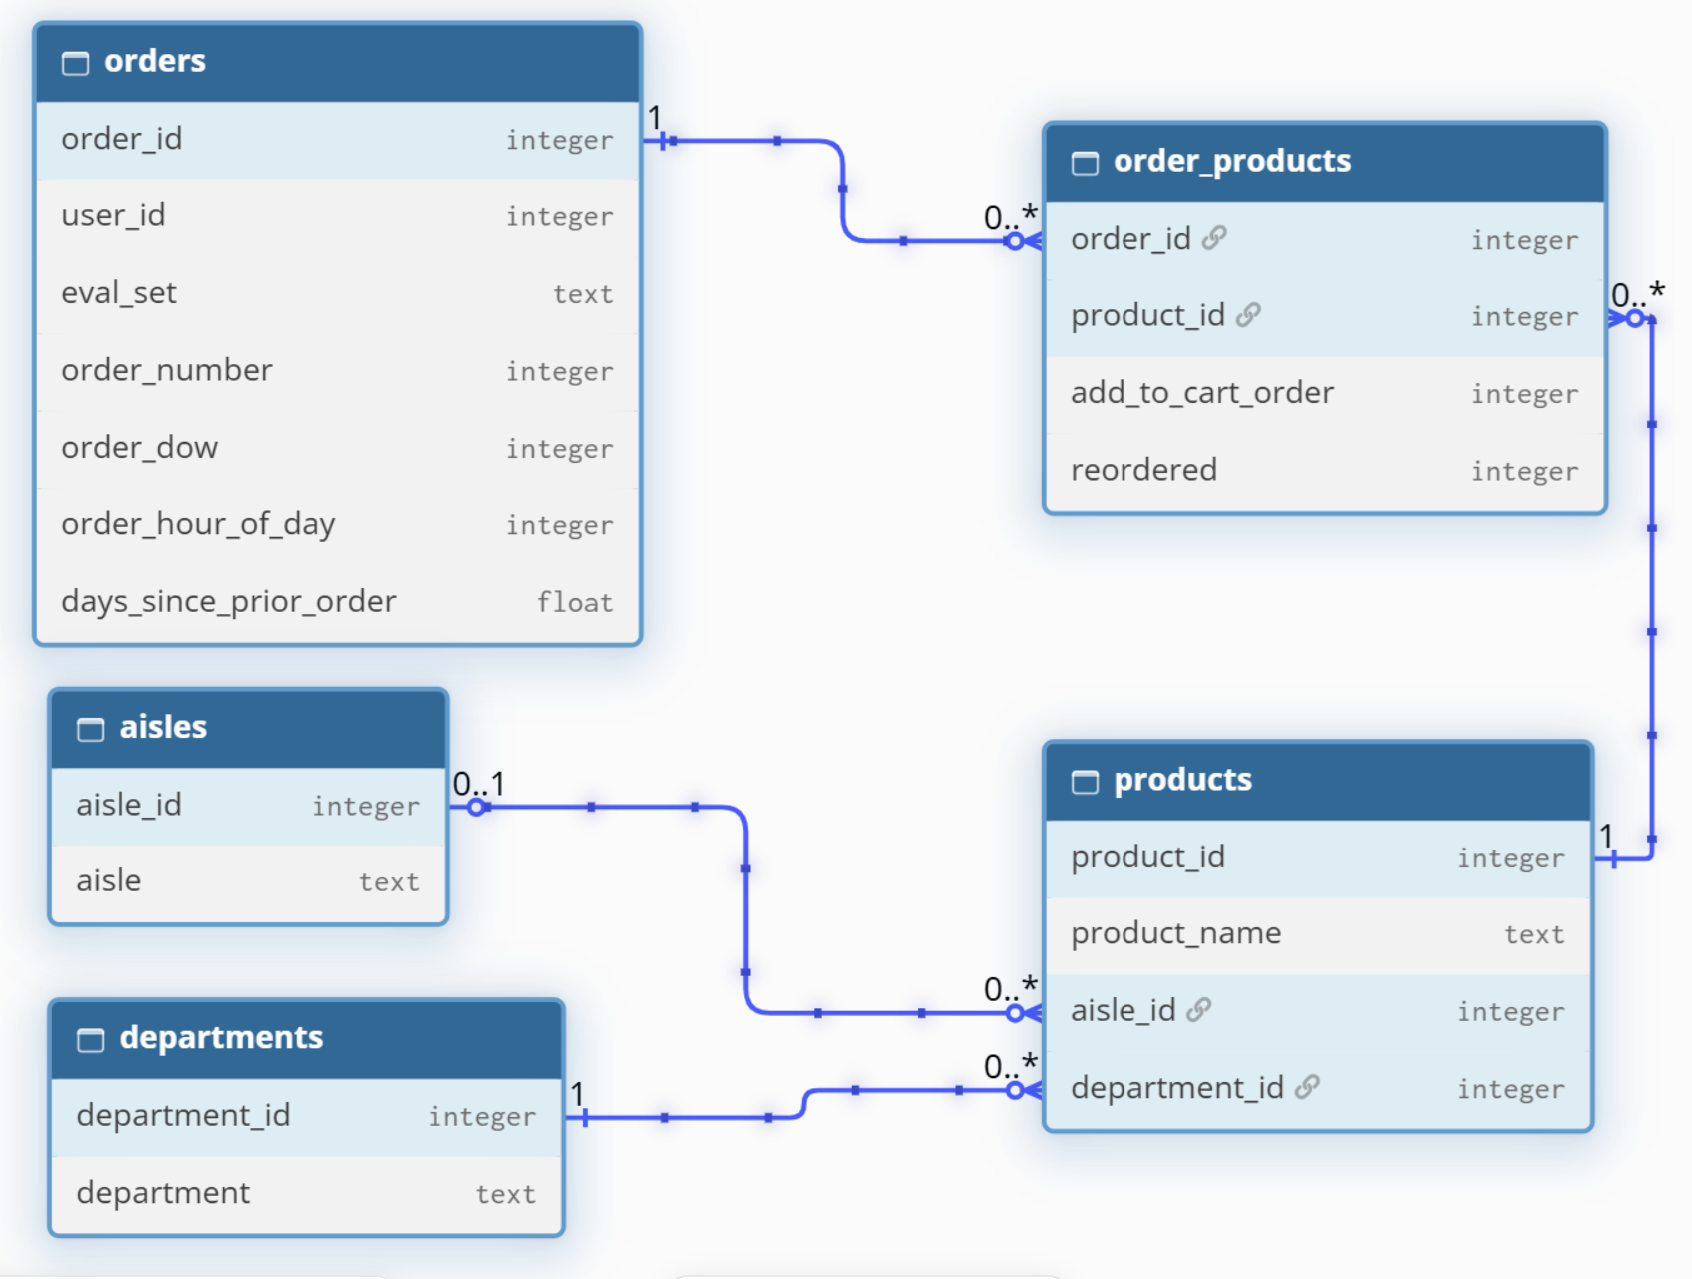 orders
order_id integer
user_id integer
eval_set text
order_number integer
order_dow integer
order_hour_of_day integer
days_since_prior_order float
1
0..*
order_products
order_id integer
product_id integer
add_to_cart_order integer
reordered integer
0..*
1
aisles
aisle_id integer
aisle text
0..1
0..*
products
product_id integer
product_name text
aisle_id integer
department_id integer
departments
department_id integer
department text
1
0..*